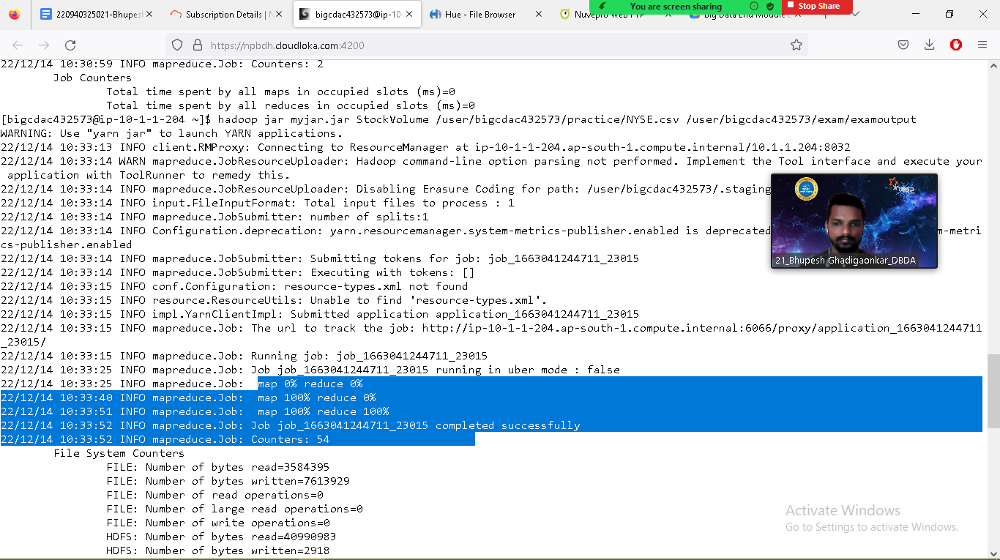 220940325021-Bhupes
Subscription Details | N
bigcdac432573@ip-10-
Hue - File Browser
Nuvepro Web FTP
Big Data End Module E
You are screen sharing
Stop Share
https://npbdh.cloudloka.com:4200
22/12/14 10:30:59 INFO mapreduce.Job: Counters: 2
Job Counters
Total time spent by all maps in occupied slots (ms)=0
Total time spent by all reduces in occupied slots (ms)=0
[bigcdac432573@ip-10-1-1-204 ~]$ hadoop jar myjar.jar StockVolume /user/bigcdac432573/practice/NYSE.csv /user/bigcdac432573/exam/examoutput
WARNING: Use "yarn jar" to launch YARN applications.
22/12/14 10:33:13 INFO client.RMProxy: Connecting to ResourceManager at ip-10-1-1-204.ap-south-1.compute.internal/10.1.1.204:8032
22/12/14 10:33:14 WARN mapreduce.JobResourceUploader: Hadoop command-line option parsing not performed. Implement the Tool interface and execute your
application with ToolRunner to remedy this.
22/12/14 10:33:14 INFO mapreduce.JobResourceUploader: Disabling Erasure Coding for path: /user/bigcdac432573/.staging
22/12/14 10:33:14 INFO input.FileInputFormat: Total input files to process : 1
22/12/14 10:33:14 INFO mapreduce.JobSubmitter: number of splits:1
22/12/14 10:33:14 INFO Configuration.deprecation: yarn.resourcemanager.system-metrics-publisher.enabled is deprecated m-metri
cs-publisher.enabled
22/12/14 10:33:14 INFO mapreduce.JobSubmitter: Submitting tokens for job: job_1663041244711_23015
22/12/14 10:33:14 INFO mapreduce.JobSubmitter: Executing with tokens: []
22/12/14 10:33:15 INFO conf.Configuration: resource-types.xml not found
22/12/14 10:33:15 INFO resource.ResourceUtils: Unable to find 'resource-types.xml'.
22/12/14 10:33:15 INFO impl.YarnClientImpl: Submitted application application_1663041244711_23015
22/12/14 10:33:15 INFO mapreduce.Job: The url to track the job: http://ip-10-1-1-204.ap-south-1.compute.internal:6066/proxy/application_1663041244711
_23015/
22/12/14 10:33:15 INFO mapreduce.Job: Running job: job_1663041244711_23015
22/12/14 10:33:25 INFO mapreduce.Job: Job job_1663041244711_23015 running in uber mode : false
22/12/14 10:33:25 INFO mapreduce.Job:  map 0% reduce 0%
22/12/14 10:33:40 INFO mapreduce.Job:  map 100% reduce 0%
22/12/14 10:33:51 INFO mapreduce.Job:  map 100% reduce 100%
22/12/14 10:33:52 INFO mapreduce.Job: Job job_1663041244711_23015 completed successfully
22/12/14 10:33:52 INFO mapreduce.Job: Counters: 54
File System Counters
FILE: Number of bytes read=3584395
FILE: Number of bytes written=7613929
FILE: Number of read operations=0
FILE: Number of large read operations=0
FILE: Number of write operations=0
HDFS: Number of bytes read=40990983
HDFS: Number of bytes written=2918
21_Bhupesh Ghadigaonkar_DBDA
Activate Windows
Go to Settings to activate Windows.